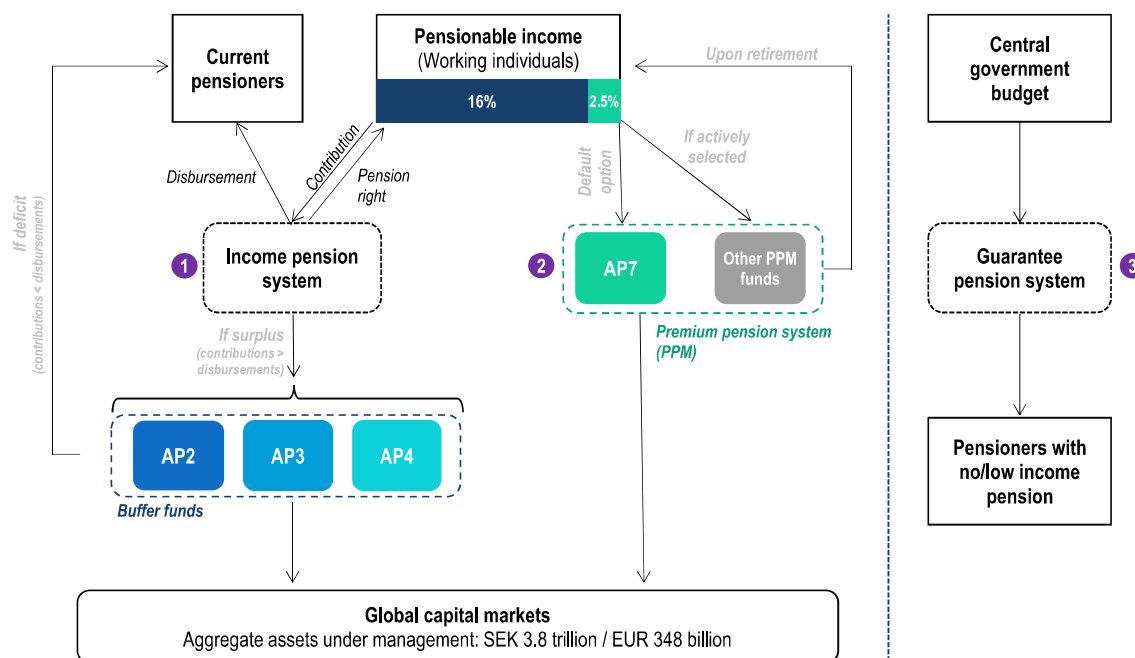 Current
pensioners
Pensionable income
(Working individuals)
16%
2.5%
Upon retirement
Central
government
budget
If deficit
(contributions < disbursements)
Disbursement
Contribution
Pension
right
Default
option
If actively
selected
1
Income pension
system
2
AP7
Other PPM
funds
Guarantee
pension system
3
Premium pension system
(PPM)
If surplus
(contributions >
disbursements)
AP2
AP3
AP4
Buffer funds
Pensioners with
no/low income
pension
Global capital markets
Aggregate assets under management: SEK 3.8 trillion / EUR 348 billion